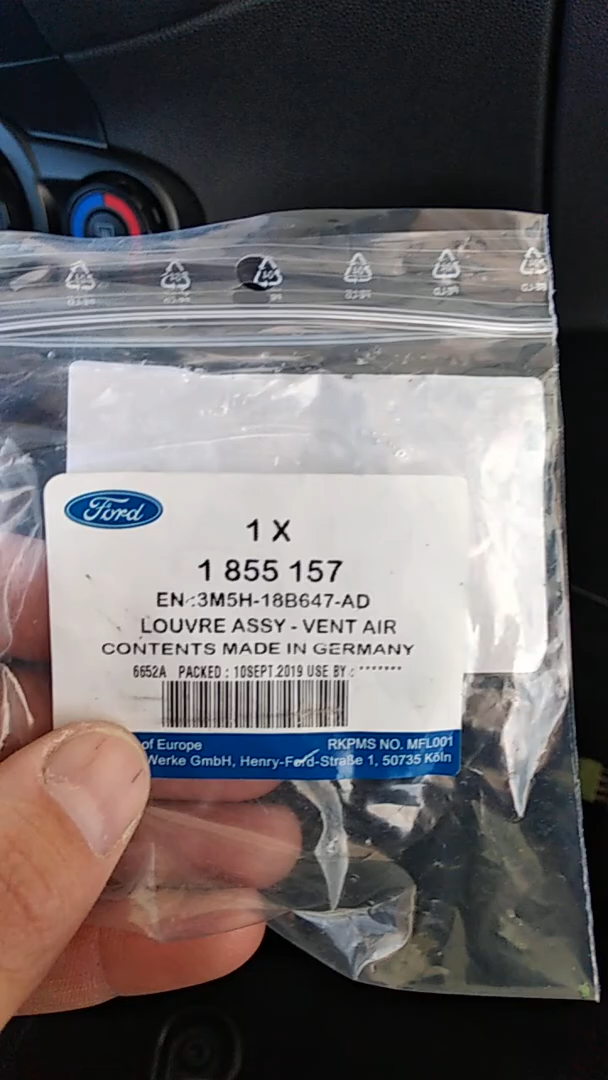 Ford
1 X
1 855 157
EN :3M5H-18B647-AD
LOUVRE ASSY - VENT AIR
CONTENTS MADE IN GERMANY
6652A PACKED : 10SEPT.2019 USE BY : *******
of Europe RKPMS NO. MFL001
Werke GmbH, Henry-Ford-Straße 1, 50735 Köln